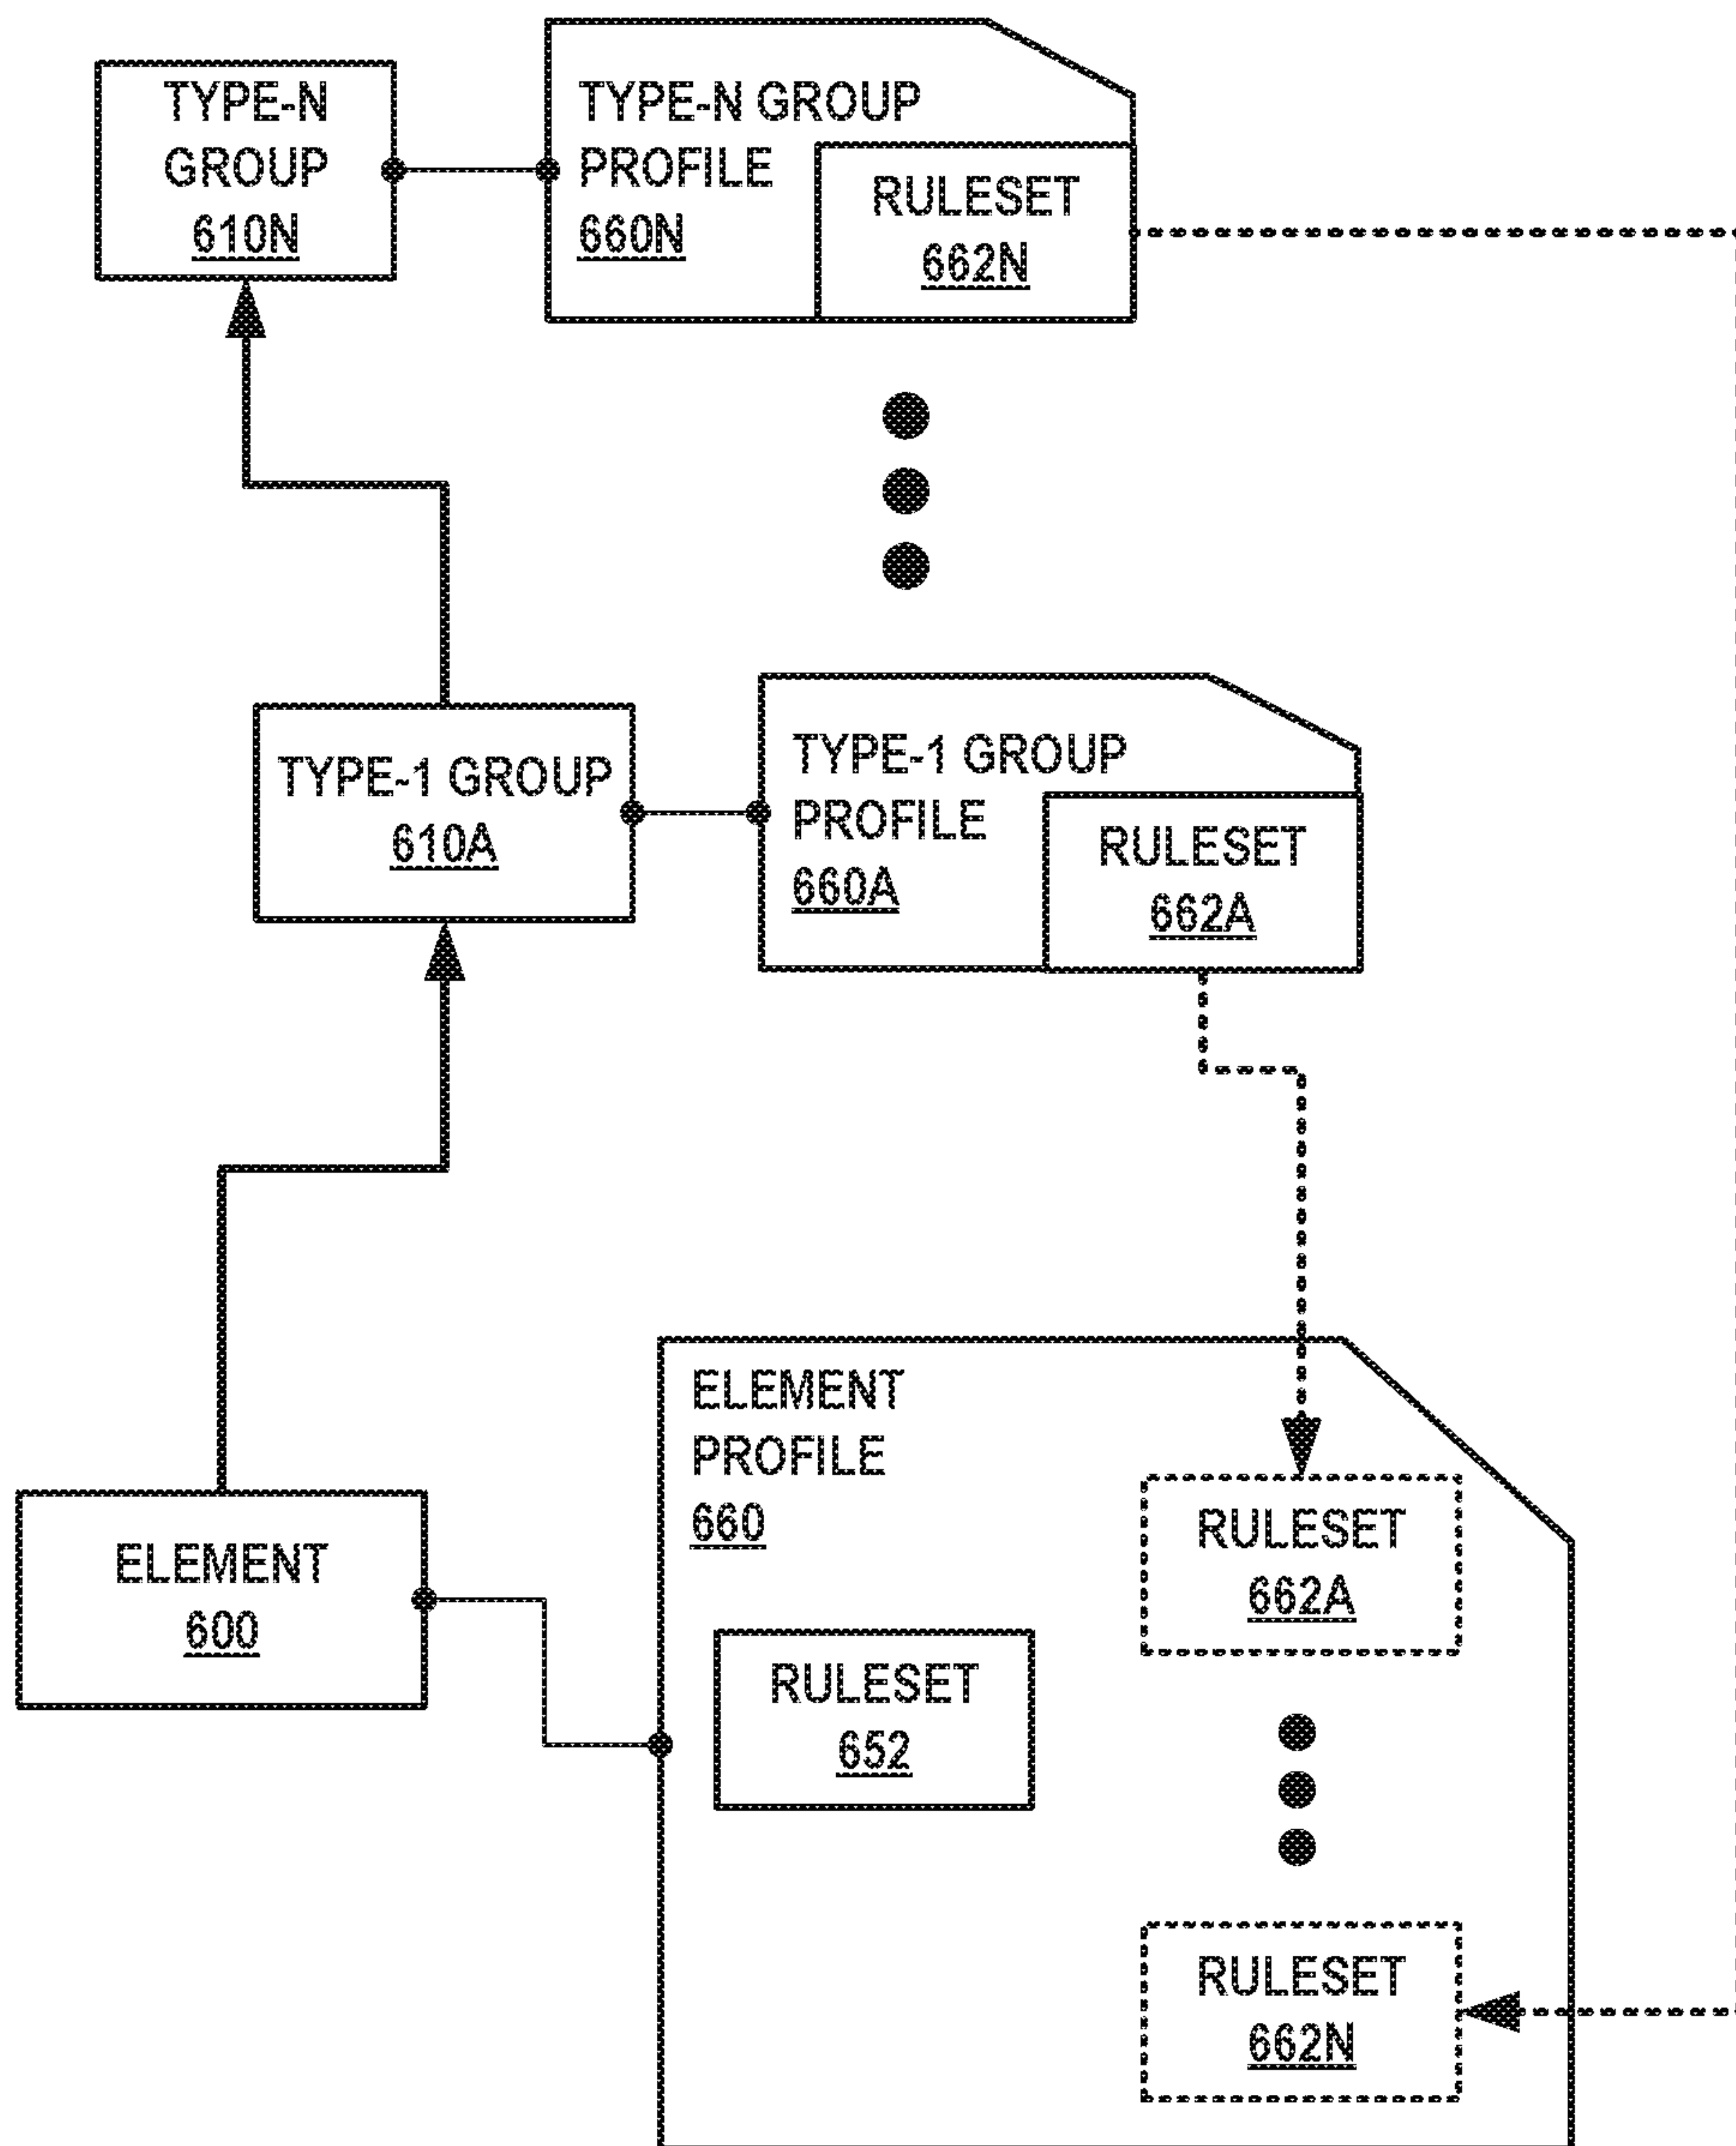 TYPE-N
GROUP
610N
TYPE-N GROUP
PROFILE
660N
RULESET
662N
TYPE-1 GROUP
610A
TYPE-1 GROUP
PROFILE
660A
RULESET
662A
ELEMENT
600
ELEMENT
PROFILE
660
RULESET
652
RULESET
662A
RULESET
662N